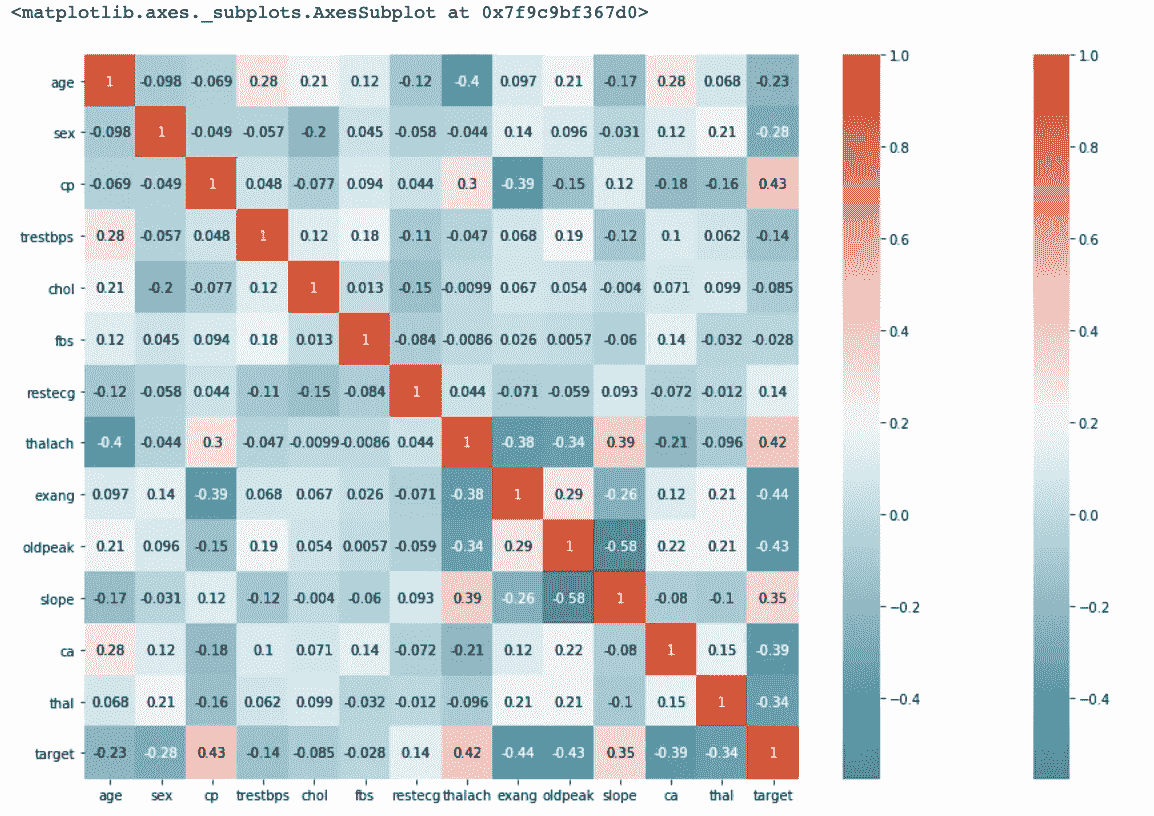 <matplotlib.axes._subplots.AxesSubplot at 0x7f9c9bf367d0>
age 1 -0.098 -0.069 0.28 0.21 0.12 -0.12 -0.4 0.097 0.21 -0.17 0.28 0.068 -0.23
sex -0.098 1 -0.049 -0.057 -0.2 0.045 -0.058 -0.044 0.14 0.096 -0.031 0.12 0.21 -0.28
cp -0.069 -0.049 1 0.048 -0.077 0.094 0.044 0.3 -0.39 -0.15 0.12 -0.18 -0.16 0.43
trestbps 0.28 -0.057 0.048 1 0.12 0.18 -0.11 -0.047 0.068 0.19 -0.12 0.1 0.062 -0.14
chol 0.21 -0.2 -0.077 0.12 1 0.013 -0.15 -0.0099 0.067 0.054 -0.004 0.071 0.099 -0.085
fbs 0.12 0.045 0.094 0.18 0.013 1 -0.084 -0.0086 0.026 0.0057 -0.06 0.14 -0.032 -0.028
restecg -0.12 -0.058 0.044 -0.11 -0.15 -0.084 1 0.044 -0.071 -0.059 0.093 -0.072 -0.012 0.14
thalach -0.4 -0.044 0.3 -0.047 -0.0099 -0.0086 0.044 1 -0.38 -0.34 0.39 -0.21 -0.096 0.42
exang 0.097 0.14 -0.39 0.068 0.067 0.026 -0.071 -0.38 1 0.29 -0.26 0.12 0.21 -0.44
oldpeak 0.21 0.096 -0.15 0.19 0.054 0.0057 -0.059 -0.34 0.29 1 -0.58 0.22 0.21 -0.43
slope -0.17 -0.031 0.12 -0.12 -0.004 -0.06 0.093 0.39 -0.26 -0.58 1 -0.08 -0.1 0.35
ca 0.28 0.12 -0.18 0.1 0.071 0.14 -0.072 -0.21 0.12 0.22 -0.08 1 0.15 -0.39
thal 0.068 0.21 -0.16 0.062 0.099 -0.032 -0.012 -0.096 0.21 0.21 -0.1 0.15 1 -0.34
target -0.23 -0.28 0.43 -0.14 -0.085 -0.028 0.14 0.42 -0.44 -0.43 0.35 -0.39 -0.34 1
age sex cp trestbps chol fbs restecg thalach exang oldpeak slope ca thal target
1.0
0.8
0.6
0.4
0.2
0.0
−0.2
−0.4
1.0
0.8
0.6
0.4
0.2
0.0
−0.2
−0.4